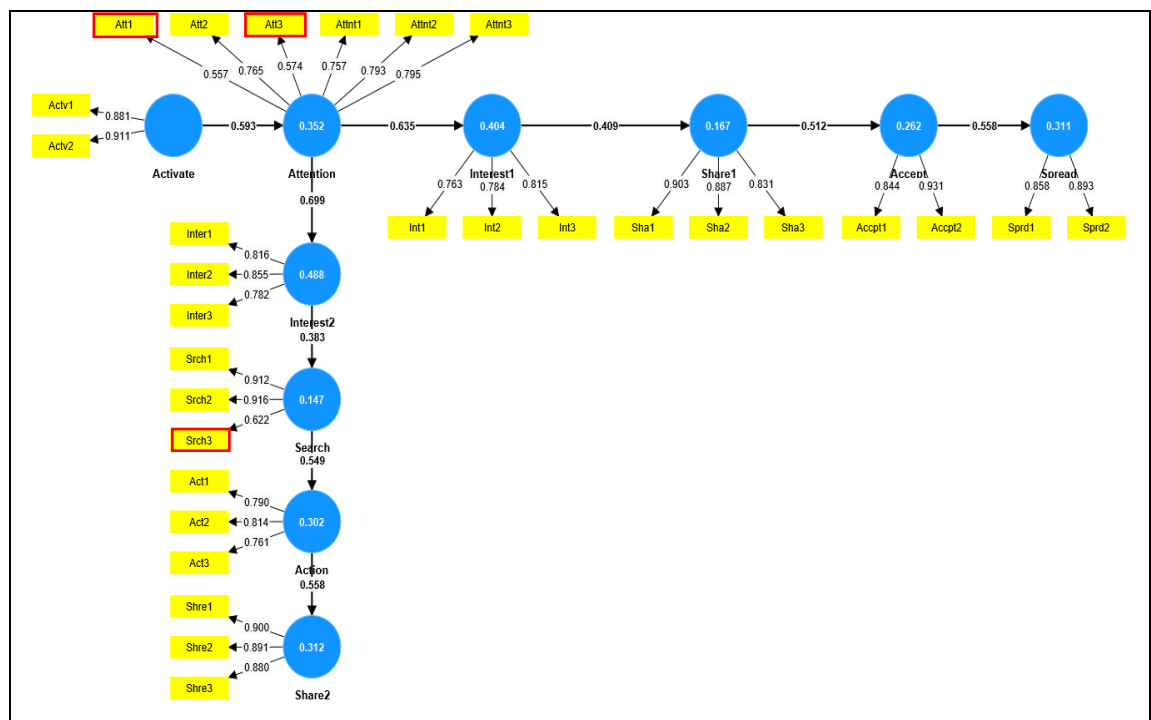 Att1 Att2 Att3 Attnt1 Attnt2 Attnt3
0.557 0.765 0.574 0.757 0.793 0.795
Actv1
Actv2
0.881
0.911
0.593 0.352 0.635 0.404 0.409 0.167 0.512 0.262 0.558 0.311
Activate Attention Interest1 Share1 Accept Spread
0.763 0.784 0.815 0.903 0.887 0.831 0.844 0.931 0.858 0.893
Int1 Int2 Int3 Sha1 Sha2 Sha3 Accpt1 Accpt2 Sprd1 Sprd2
0.699
Inter1
0.816
Inter2 0.855 0.488
0.782
Inter3
Interest2
0.383
Srch1
0.912
Srch2 0.916 0.147
0.622
Srch3
Search
0.549
Act1
0.790
Act2 0.814 0.302
0.761
Act3
Action
0.558
Shre1
0.900
Shre2 0.891 0.312
0.880
Shre3
Share2